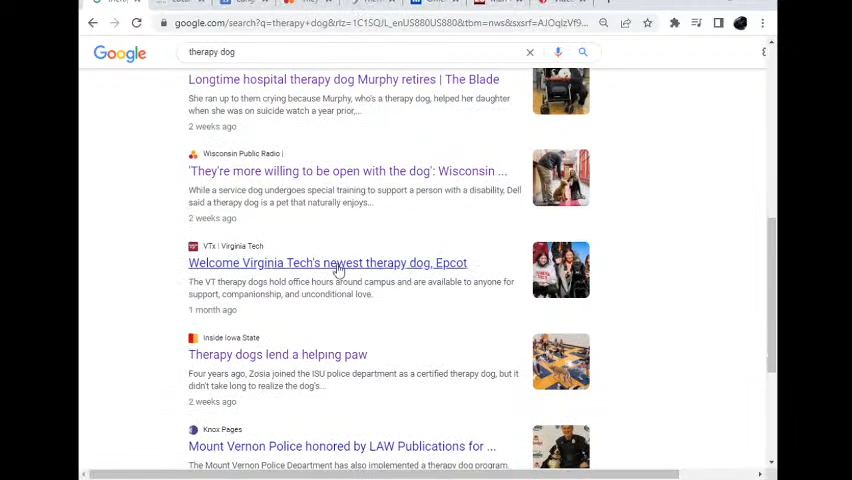 google.com/search?q=therapy+dog&rlz=1C1SQJL_enUS880US880&tbm=nws&sxsrf=AJOqlzVf9...
Google
therapy dog
Longtime hospital therapy dog Murphy retires | The Blade
She ran up to them crying because Murphy, who's a therapy dog, helped her daughter
when she was on suicide watch a year prior,...
2 weeks ago
Wisconsin Public Radio |
'They're more willing to be open with the dog': Wisconsin ...
While a service dog undergoes special training to support a person with a disability, Dell
said a therapy dog is a pet that naturally enjoys...
2 weeks ago
VTx | Virginia Tech
Welcome Virginia Tech's newest therapy dog, Epcot
The VT therapy dogs hold office hours around campus and are available to anyone for
support, companionship, and unconditional love.
1 month ago
Inside Iowa State
Therapy dogs lend a helping paw
Four years ago, Zosia joined the ISU police department as a certified therapy dog, but it
didn't take long to realize the dog's...
2 weeks ago
Knox Pages
Mount Vernon Police honored by LAW Publications for ...
The Mount Vernon Police Department has also implemented a therapy dog program.